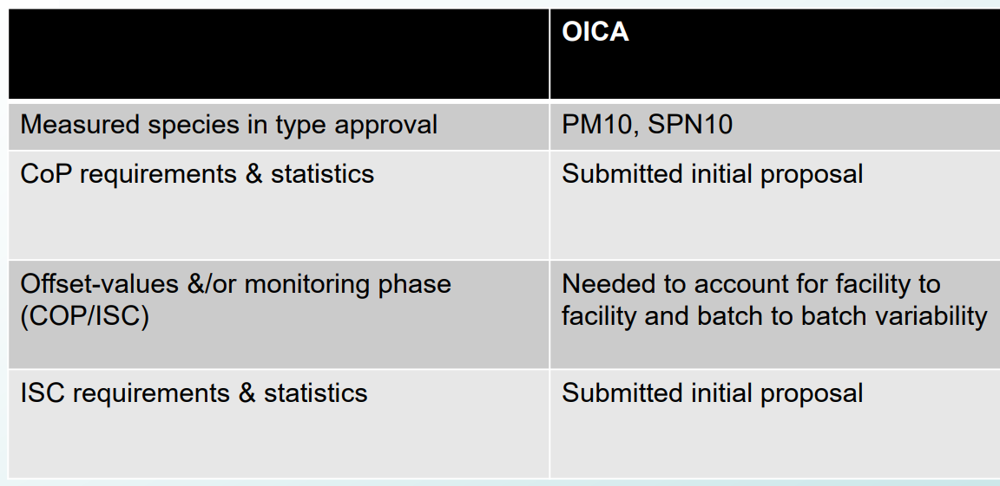 OICA
Measured species in type approval
PM10, SPN10
CoP requirements & statistics
Submitted initial proposal
Offset-values &/or monitoring phase
(COP/ISC)
Needed to account for facility to
facility and batch to batch variability
ISC requirements & statistics
Submitted initial proposal